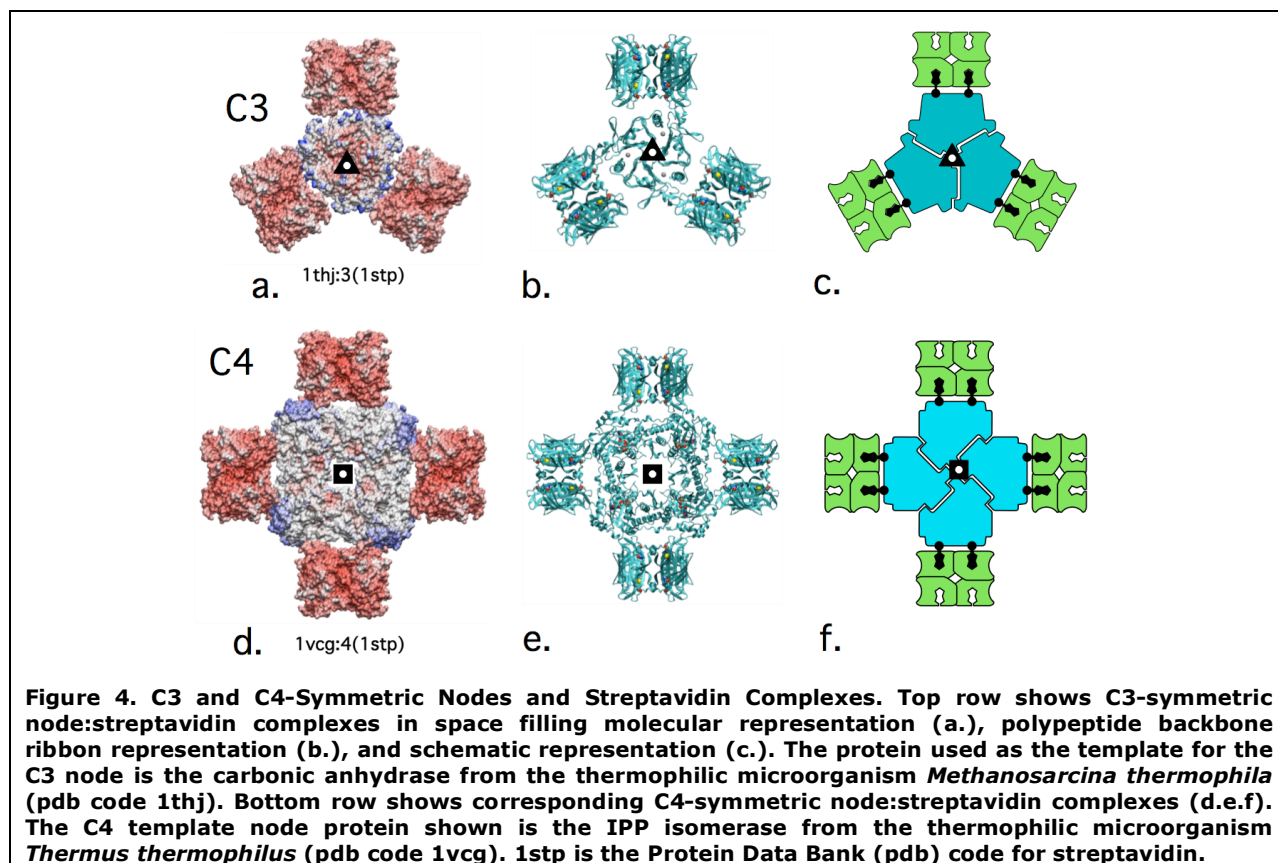 C3
a.
1thj:3(1stp)
b.
c.
C4
d.
1vcg:4(1stp)
e.
f.
Figure 4. C3 and C4-Symmetric Nodes and Streptavidin Complexes. Top row shows C3-symmetric
node:streptavidin complexes in space filling molecular representation (a.), polypeptide backbone
ribbon representation (b.), and schematic representation (c.). The protein used as the template for the
C3 node is the carbonic anhydrase from the thermophilic microorganism Methanosarcina thermophila
(pdb code 1thj). Bottom row shows corresponding C4-symmetric node:streptavidin complexes (d.e.f).
The C4 template node protein shown is the IPP isomerase from the thermophilic microorganism
Thermus thermophilus (pdb code 1vcg). 1stp is the Protein Data Bank (pdb) code for streptavidin.